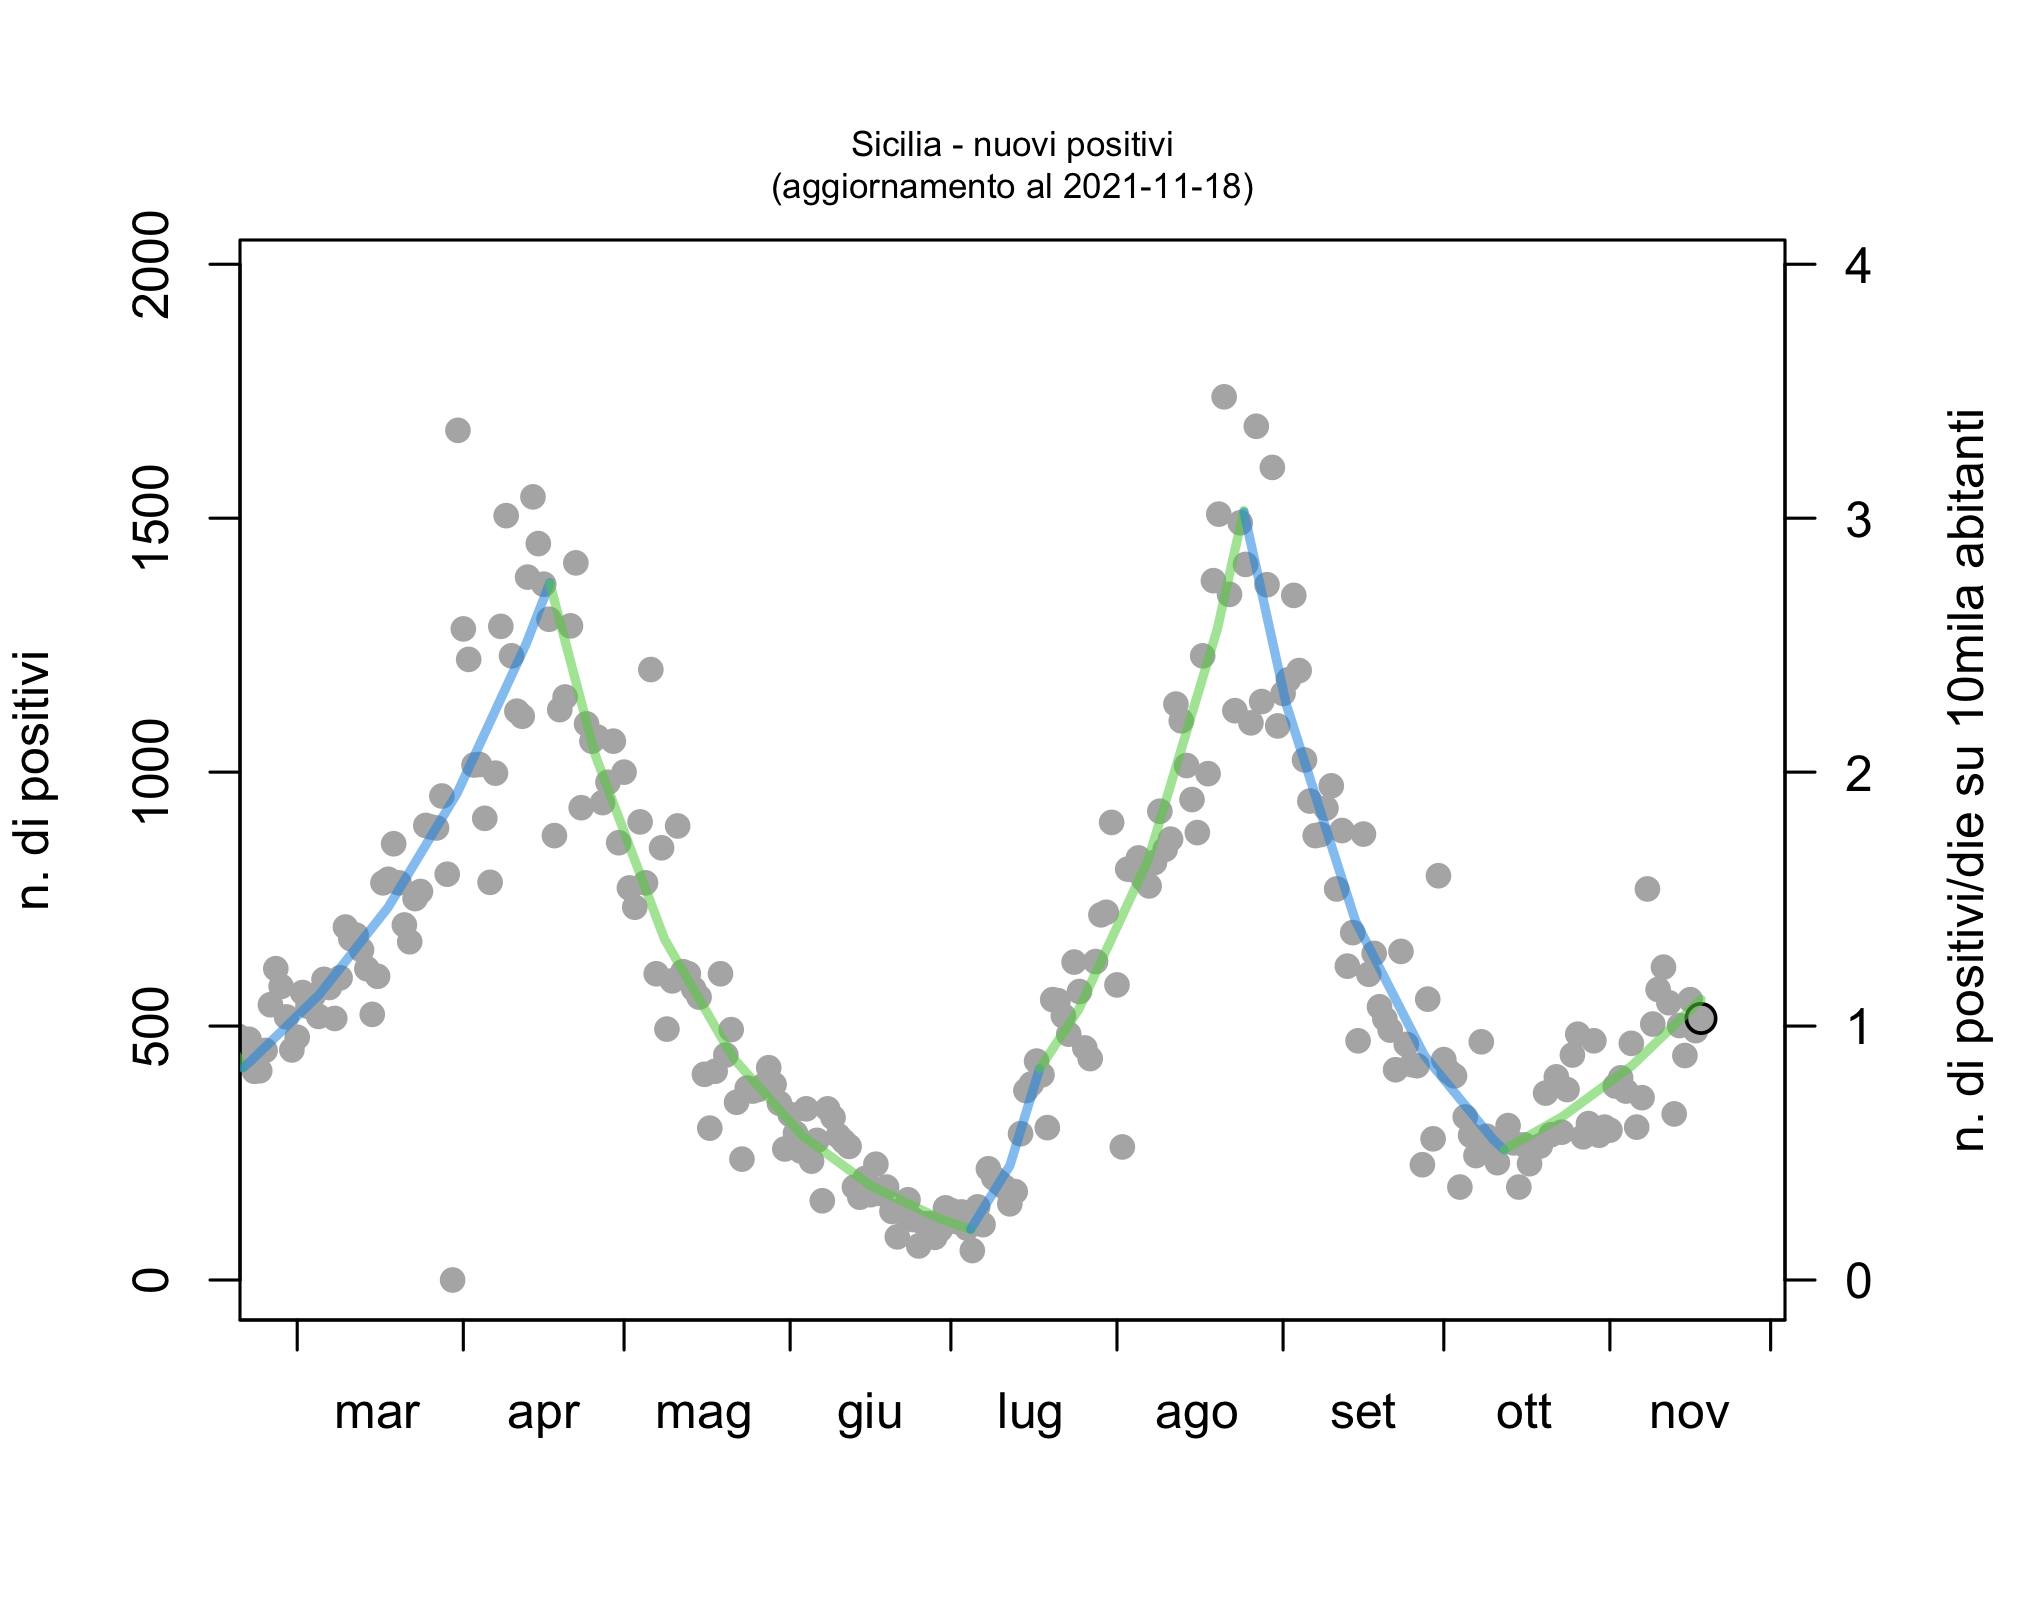 Sicilia - nuovi positivi
(aggiornamento al 2021-11-18)
n. di positivi
2000
1500
1000
500
0
4
3
2
1
0
n. di positivi/die su 10mila abitanti
mar apr mag giu lug ago set ott nov